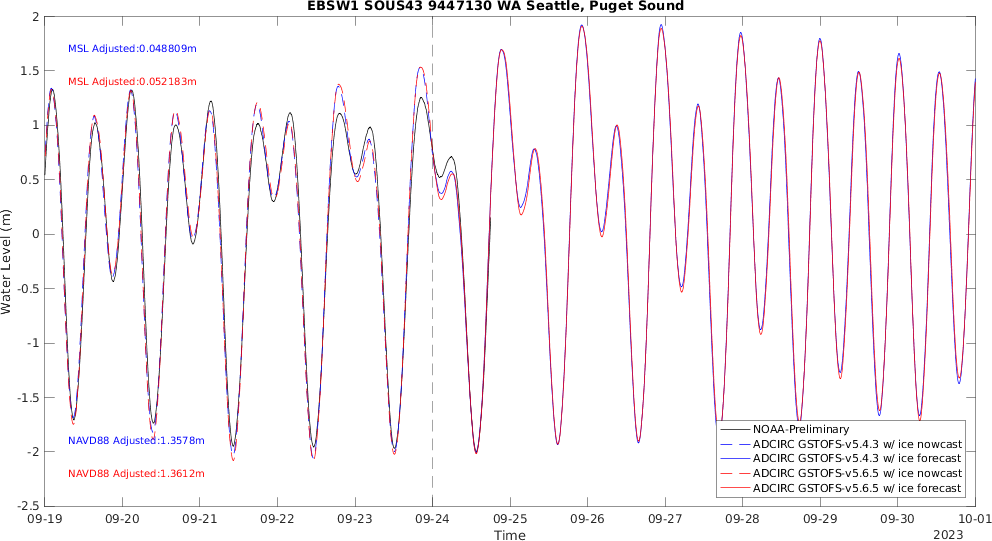 EBSW1 SOUS43 9447130 WA Seattle, Puget Sound
2
1.5
1
0.5
0
-0.5
-1
-1.5
-2
-2.5
Water Level (m)
MSL Adjusted:0.048809m
MSL Adjusted:0.052183m
NAVD88 Adjusted:1.3578m
NAVD88 Adjusted:1.3612m
NOAA-Preliminary
ADCIRC GSTOFS-v5.4.3 w/ ice nowcast
ADCIRC GSTOFS-v5.4.3 w/ ice forecast
ADCIRC GSTOFS-v5.6.5 w/ ice nowcast
ADCIRC GSTOFS-v5.6.5 w/ ice forecast
09-19 09-20 09-21 09-22 09-23 09-24 09-25 09-26 09-27 09-28 09-29 09-30 10-01
Time
2023